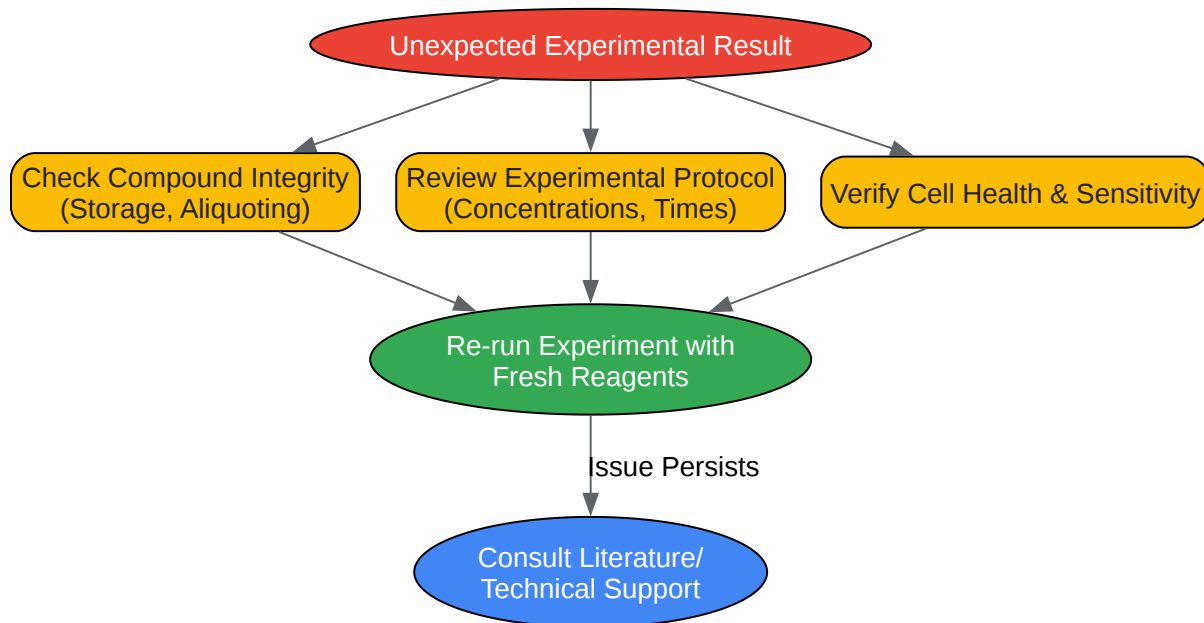 Unexpected Experimental Result
Check Compound Integrity
(Storage, Aliquoting)
Review Experimental Protocol
(Concentrations, Times)
Verify Cell Health & Sensitivity
Re-run Experiment with
Fresh Reagents
Issue Persists
Consult Literature/
Technical Support